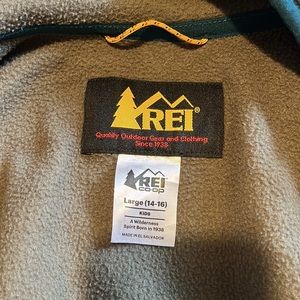 REI®
Quality Outdoor Gear and Clothing
Since 1938
REI
CO·OP
Large (14-16)
KIDS
A Wilderness
Spirit Born in 1938
MADE IN EL SALVADOR